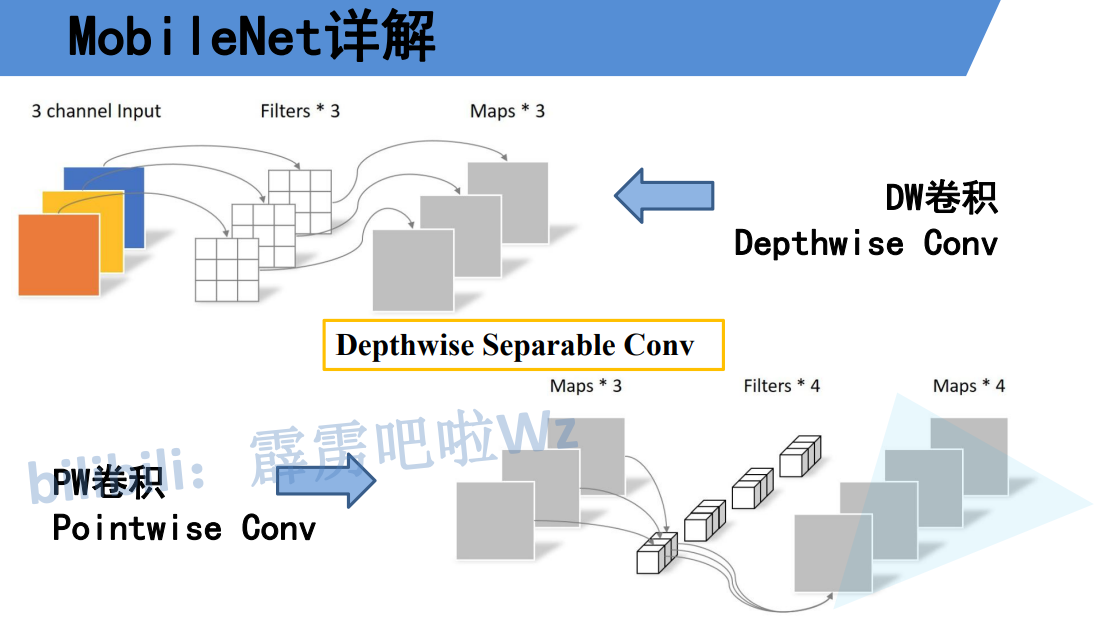 MobileNet详解
3 channel Input
Filters * 3
Maps * 3
DW卷积
Depthwise Conv
Depthwise Separable Conv
Maps * 3
Filters * 4
Maps * 4
bilibili：霹雳吧啦Wz
PW卷积
Pointwise Conv